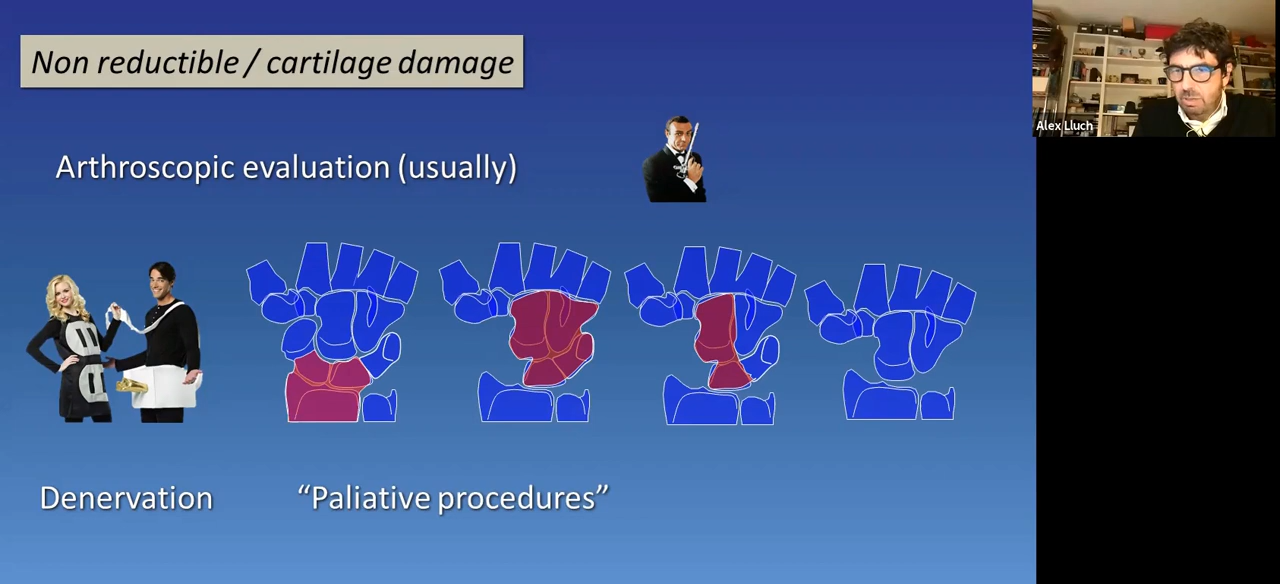 Non reductible / cartilage damage
Alex Lluch
Arthroscopic evaluation (usually)
Denervation
“Paliative procedures”